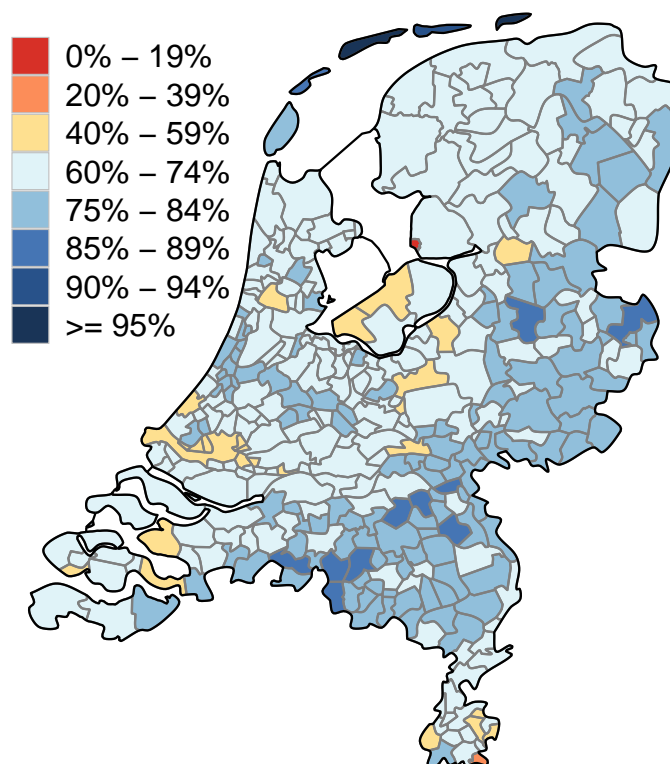 0% – 19%
20% – 39%
40% – 59%
60% – 74%
75% – 84%
85% – 89%
90% – 94%
>= 95%